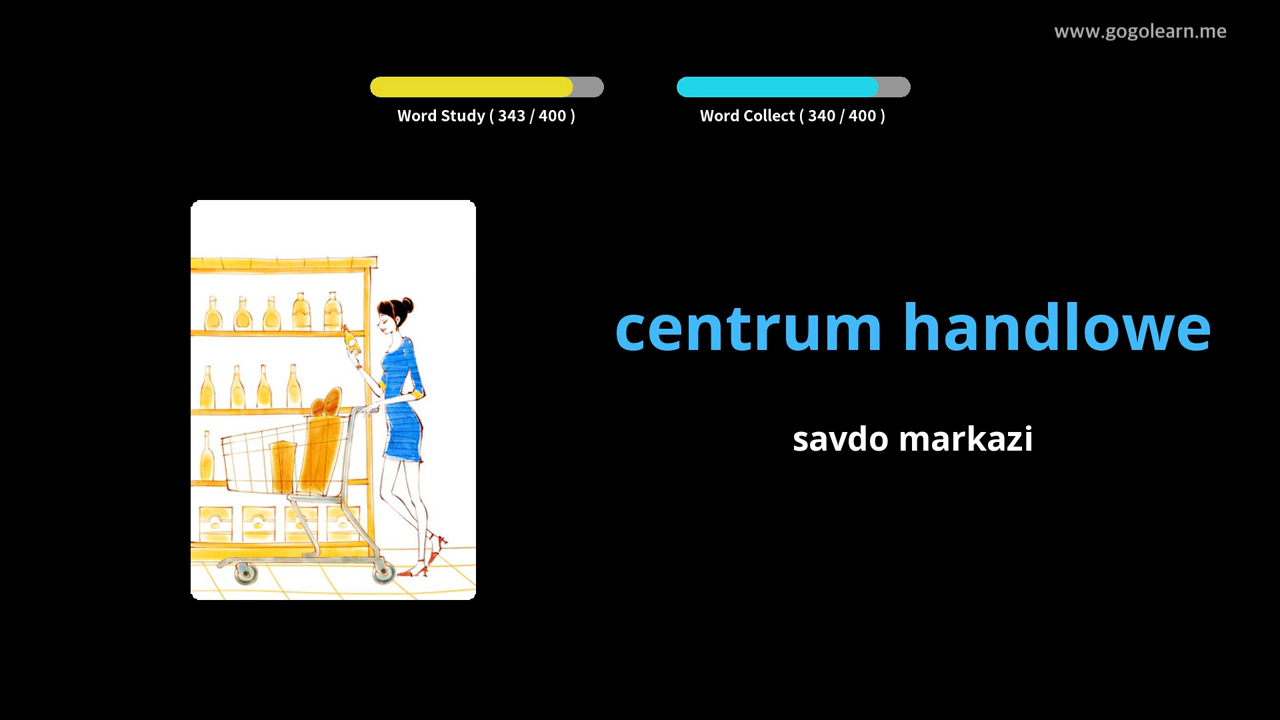 www.gogolearn.me
Word Study ( 343 / 400 )
Word Collect ( 340 / 400 )
centrum handlowe
savdo markazi